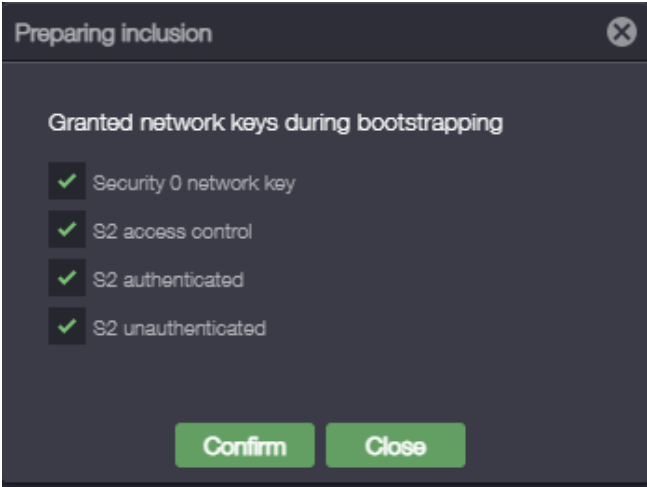 Preparing inclusion
Granted network keys during bootstrapping
Security 0 network key
S2 access control
S2 authenticated
S2 unauthenticated
Confirm Close